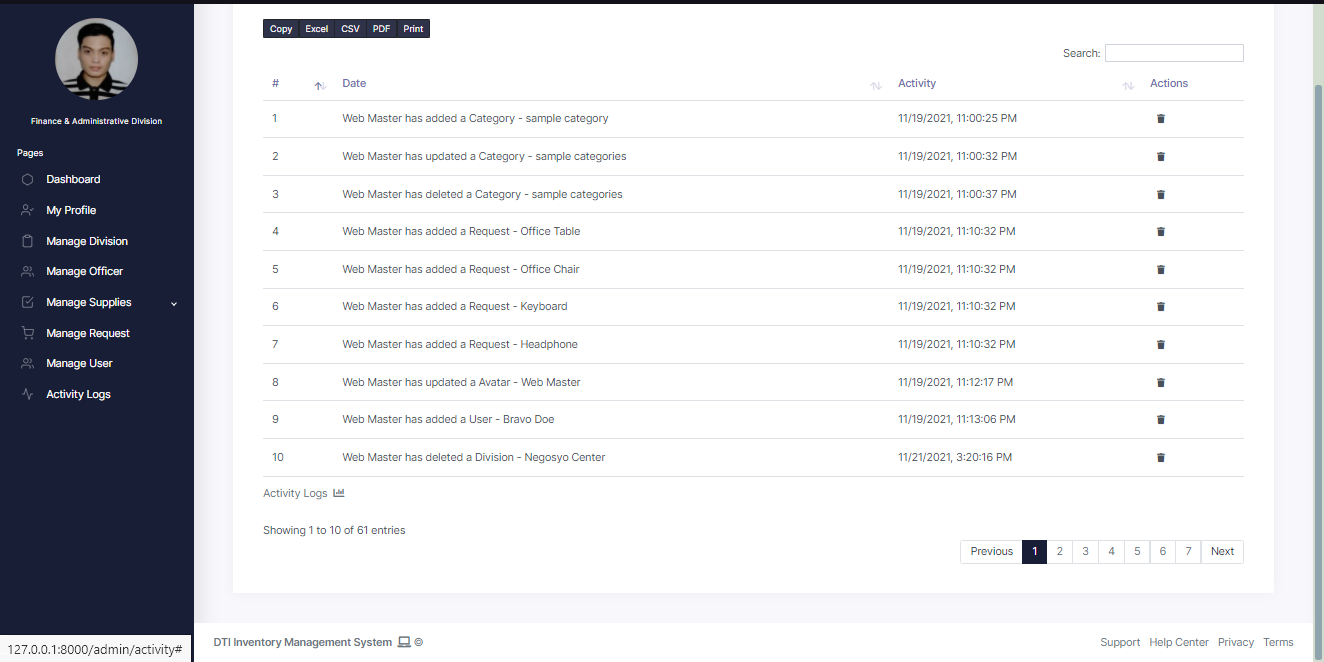 Finance & Administrative Division
Pages
Dashboard
My Profile
Manage Division
Manage Officer
Manage Supplies
Manage Request
Manage User
Activity Logs
127.0.0.1:8000/admin/activity#
Copy Excel CSV PDF Print
Search:
# Date Activity Actions
1 Web Master has added a Category - sample category 11/19/2021, 11:00:25 PM
2 Web Master has updated a Category - sample categories 11/19/2021, 11:00:32 PM
3 Web Master has deleted a Category - sample categories 11/19/2021, 11:00:37 PM
4 Web Master has added a Request - Office Table 11/19/2021, 11:10:32 PM
5 Web Master has added a Request - Office Chair 11/19/2021, 11:10:32 PM
6 Web Master has added a Request - Keyboard 11/19/2021, 11:10:32 PM
7 Web Master has added a Request - Headphone 11/19/2021, 11:10:32 PM
8 Web Master has updated a Avatar - Web Master 11/19/2021, 11:12:17 PM
9 Web Master has added a User - Bravo Doe 11/19/2021, 11:13:06 PM
10 Web Master has deleted a Division - Negosyo Center 11/21/2021, 3:20:16 PM
Activity Logs
Showing 1 to 10 of 61 entries
Previous 1 2 3 4 5 6 7 Next
DTI Inventory Management System ©
Support Help Center Privacy Terms